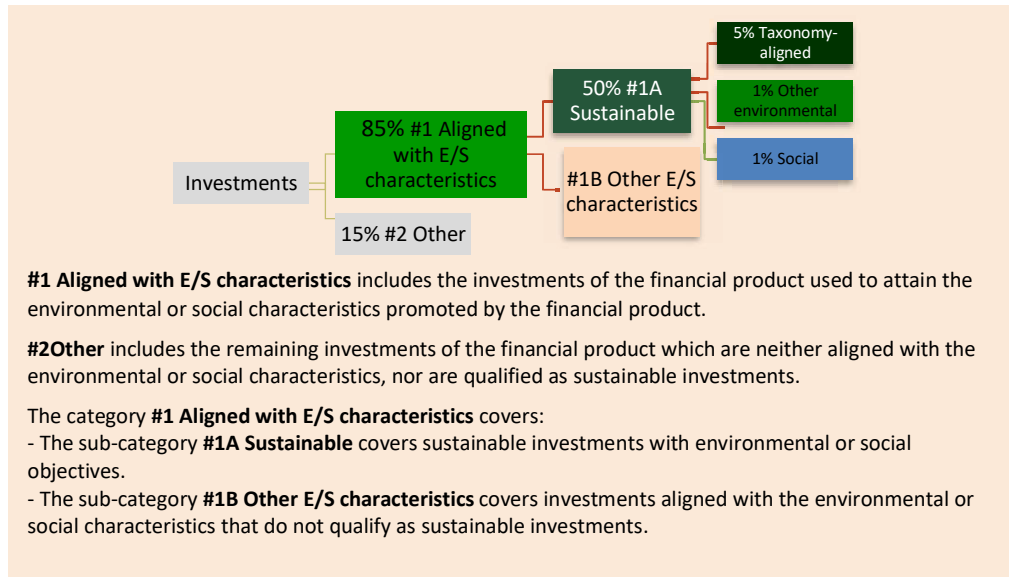 5% Taxonomy-
aligned
50% #1A
Sustainable
1% Other
environmental
85% #1 Aligned
with E/S
characteristics
1% Social
Investments
#1B Other E/S
characteristics
15% #2 Other
#1 Aligned with E/S characteristics includes the investments of the financial product used to attain the
environmental or social characteristics promoted by the financial product.
#2Other includes the remaining investments of the financial product which are neither aligned with the
environmental or social characteristics, nor are qualified as sustainable investments.
The category #1 Aligned with E/S characteristics covers:
- The sub-category #1A Sustainable covers sustainable investments with environmental or social
objectives.
- The sub-category #1B Other E/S characteristics covers investments aligned with the environmental or
social characteristics that do not qualify as sustainable investments.